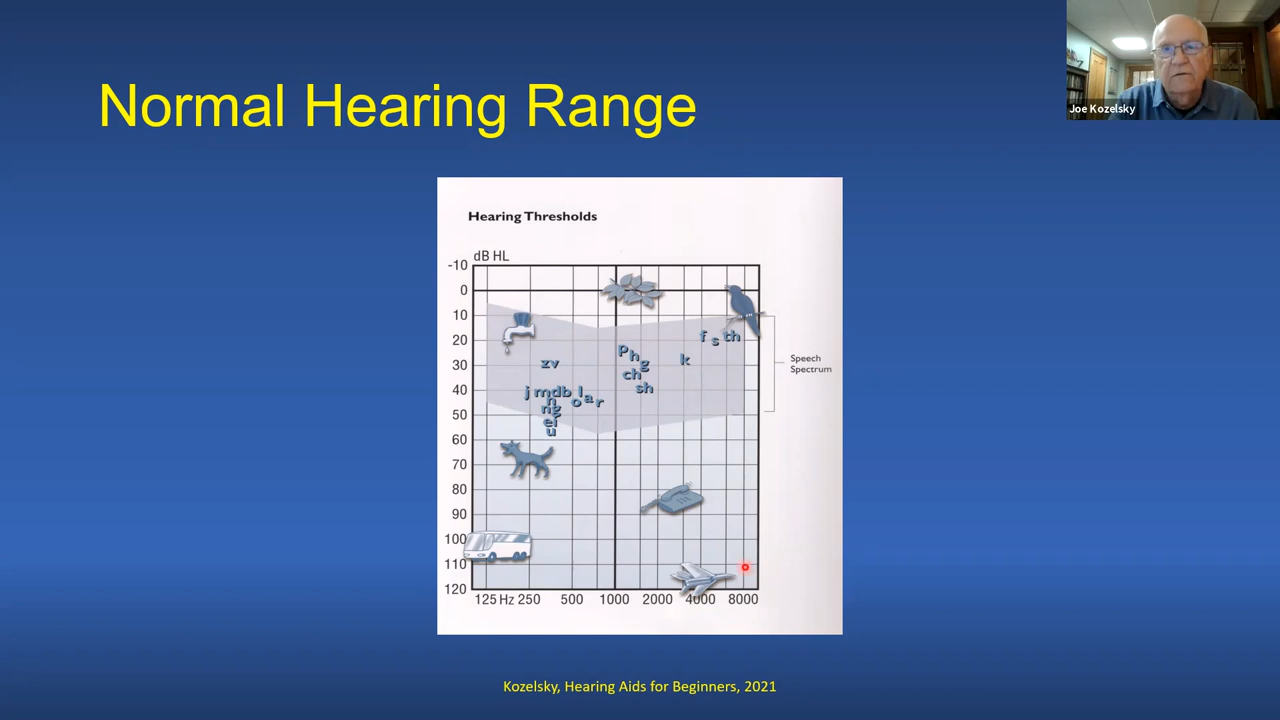 Normal Hearing Range
Joe Kozelsky
Hearing Thresholds
dB HL
-10
0
10
20
30
40
50
60
70
80
90
100
110
120
f s th
p h g
k
zv
ch
sh
j mdb l
n o a r
ng
ei
u
Speech
Spectrum
125 Hz 250 500 1000 2000 4000 8000
Kozelsky, Hearing Aids for Beginners, 2021